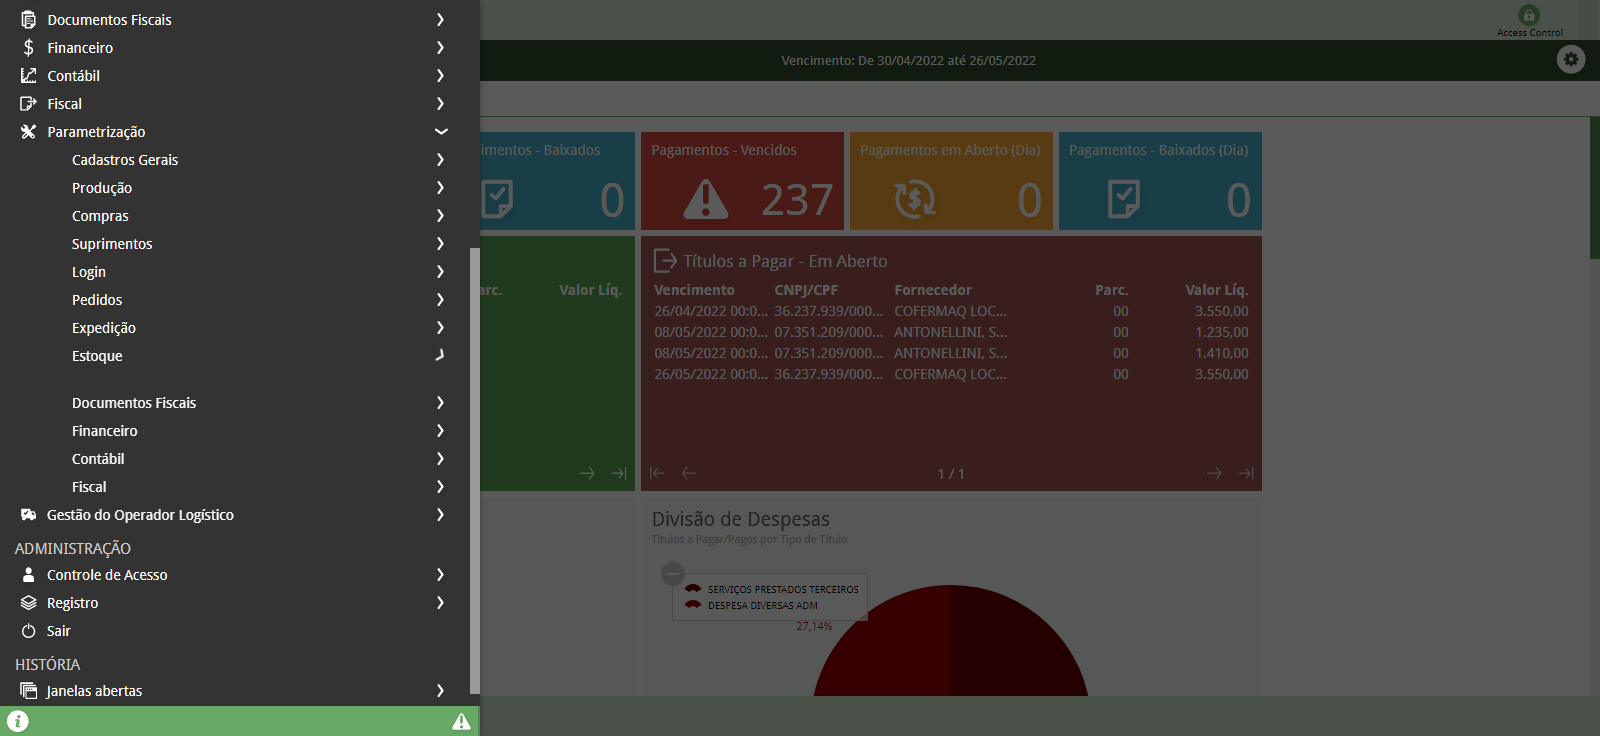 Documentos Fiscais
Financeiro
Contábil
Fiscal
Parametrização
Cadastros Gerais
Produção
Compras
Suprimentos
Login
Pedidos
Expedição
Estoque
Documentos Fiscais
Financeiro
Contábil
Fiscal
Gestão do Operador Logístico
ADMINISTRAÇÃO
Controle de Acesso
Registro
Sair
HISTÓRIA
Janelas abertas
Access Control
Vencimento: De 30/04/2022 até 26/05/2022
imentos - Baixados
0
Pagamentos - Vencidos
237
Pagamentos em Aberto (Dia)
0
Pagamentos - Baixados (Dia)
0
arc. Valor Líq.
Títulos a Pagar - Em Aberto
Vencimento CNPJ/CPF Fornecedor Parc. Valor Líq.
26/04/2022 00:0... 36.237.939/000... COFERMAQ LOC... 00 3.550,00
08/05/2022 00:0... 07.351.209/000... ANTONELLINI, S... 00 1.235,00
08/05/2022 00:0... 07.351.209/000... ANTONELLINI, S... 00 1.410,00
26/05/2022 00:0... 36.237.939/000... COFERMAQ LOC... 00 3.550,00
1 / 1
Divisão de Despesas
Títulos a Pagar/Pagos por Tipo de Título
SERVIÇOS PRESTADOS TERCEIROS
DESPESA DIVERSAS ADM
27,14%